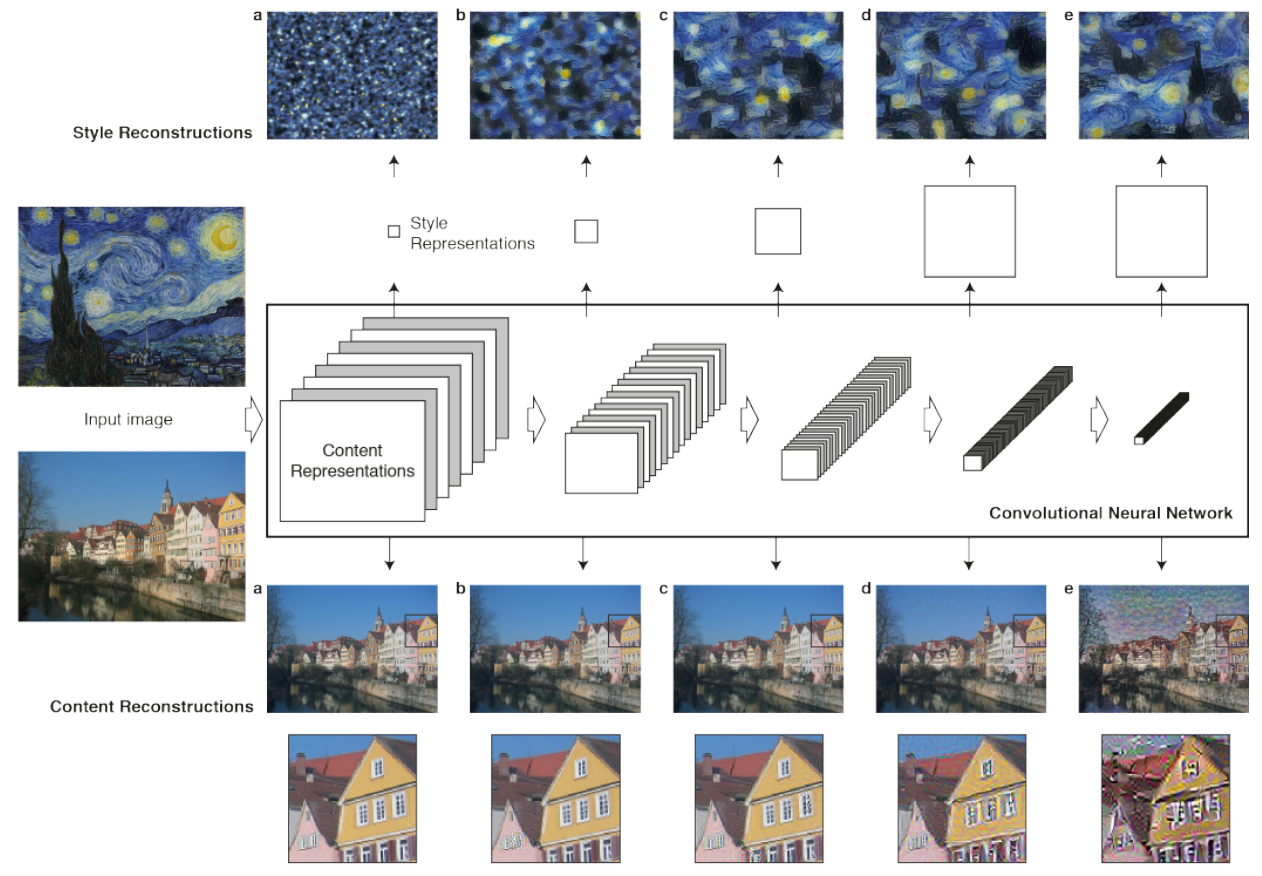 a
b
c
d
e
Style Reconstructions
Style
Representations
Input image
Content
Representations
Convolutional Neural Network
a
b
c
d
e
Content Reconstructions